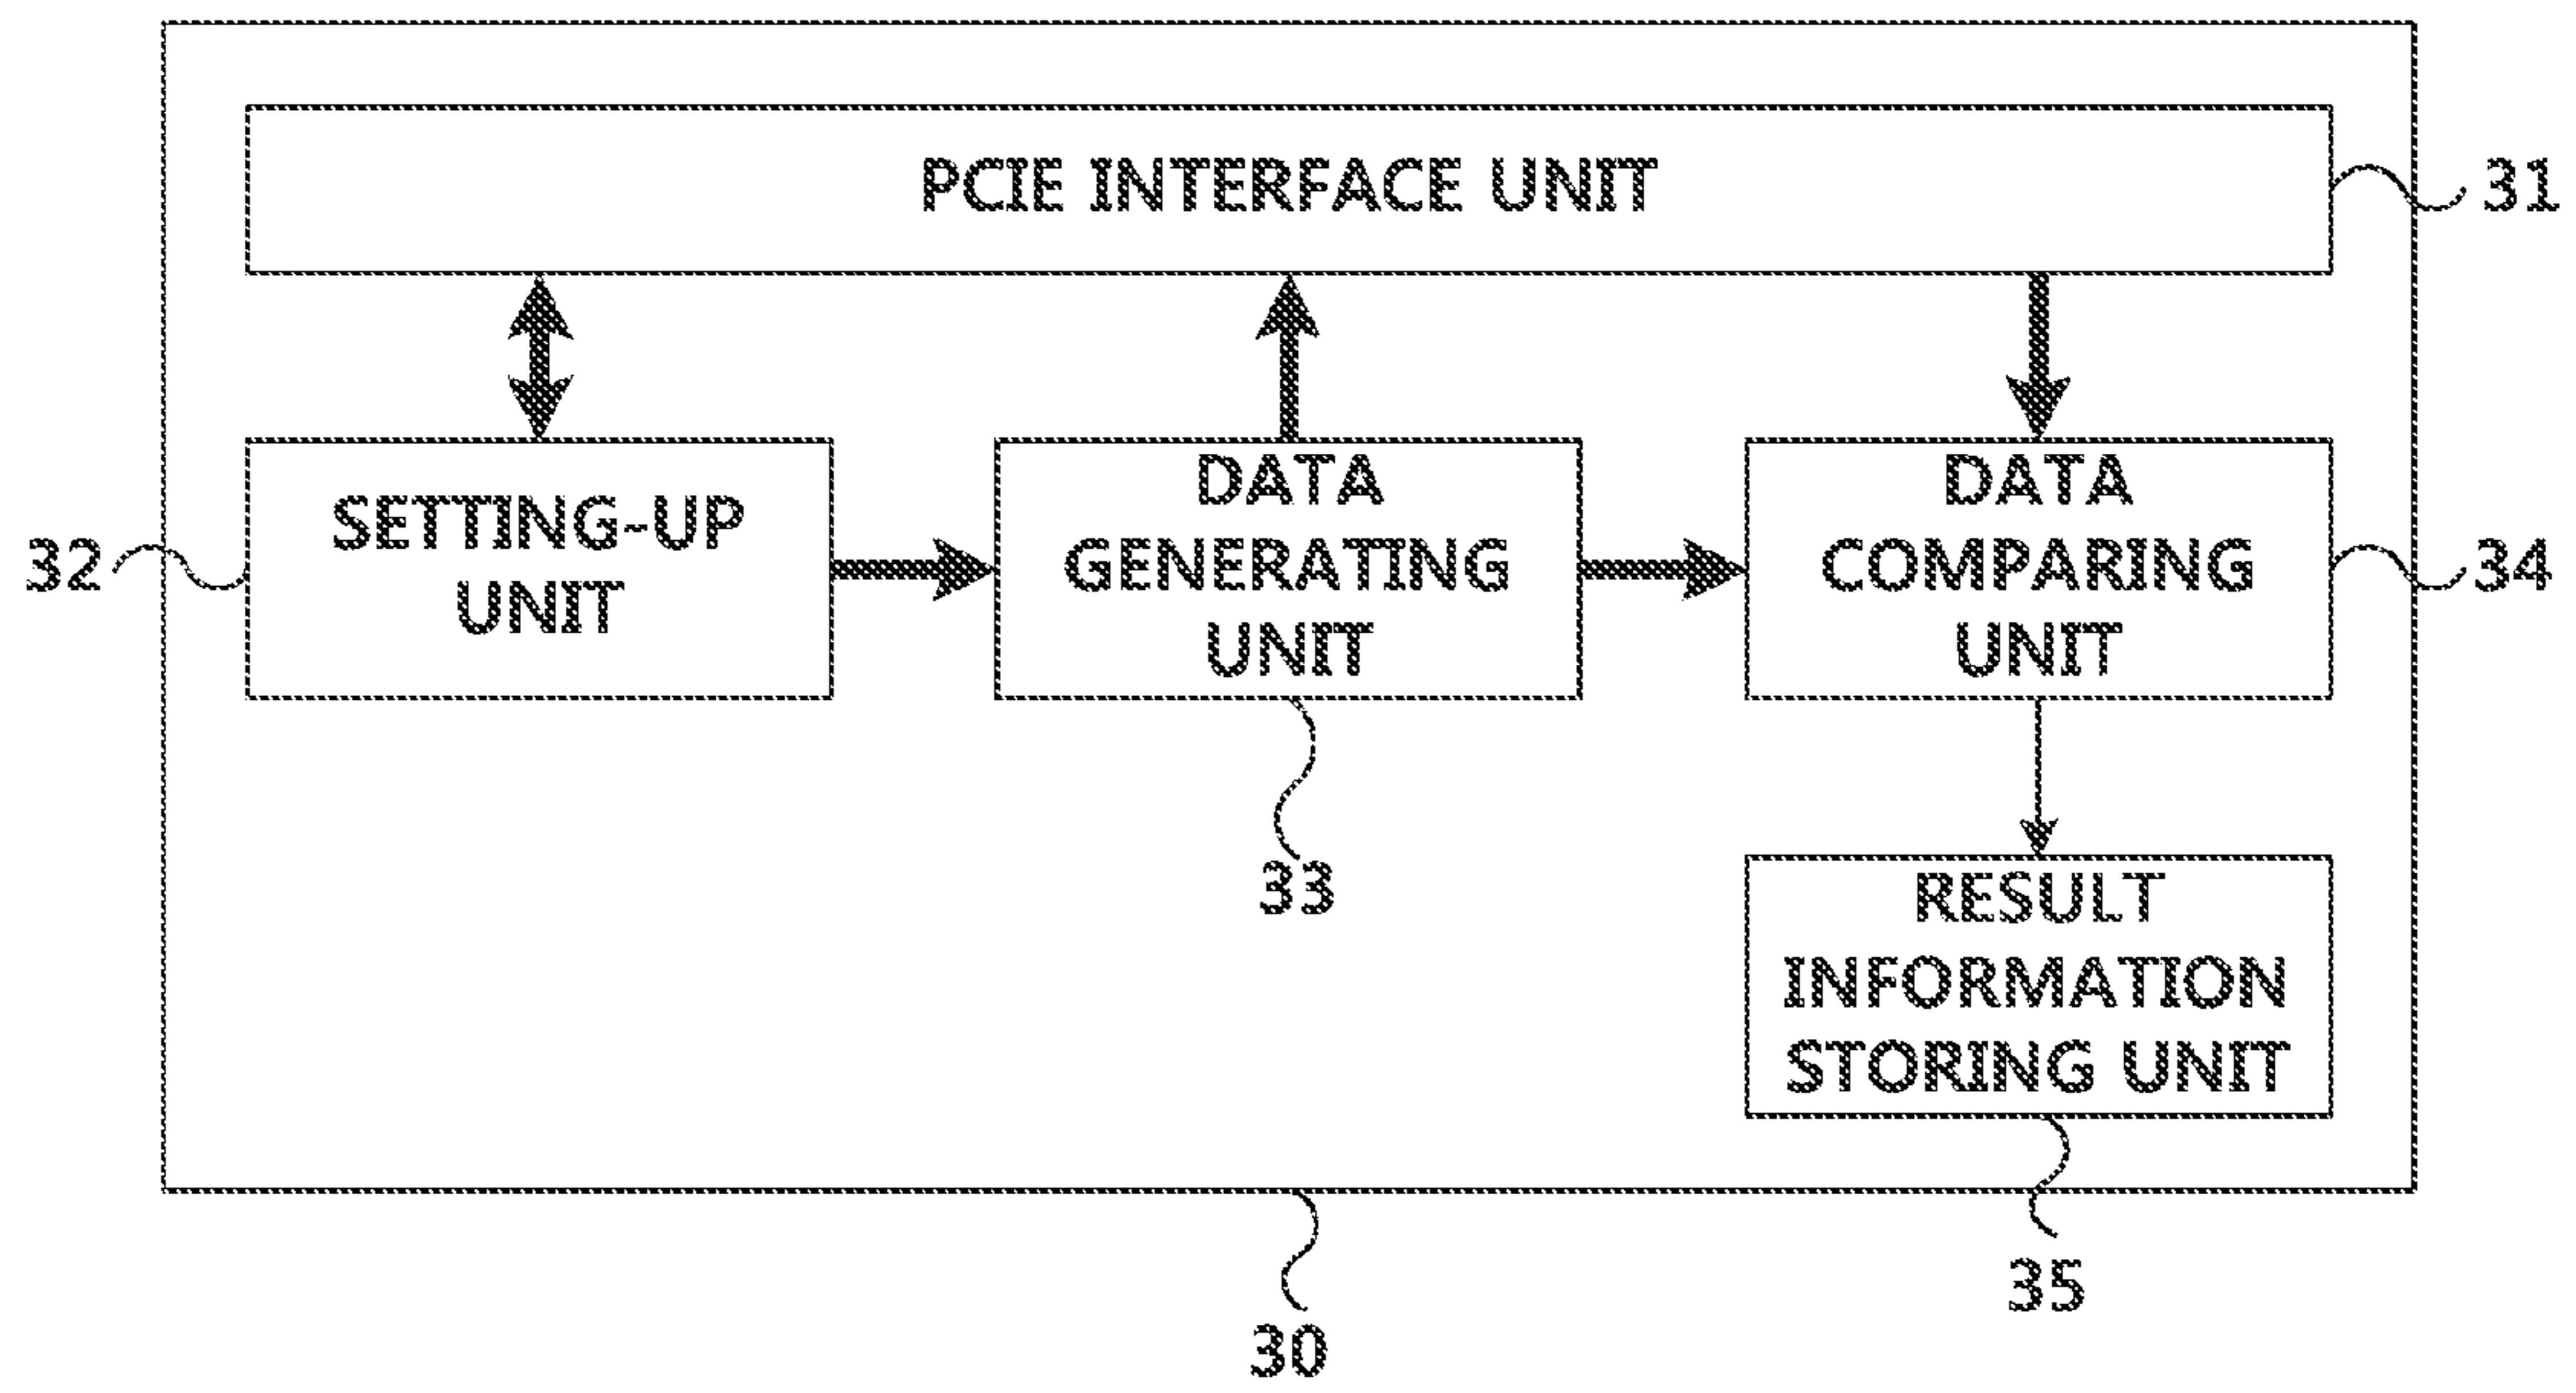 PCIE INTERFACE UNIT
31
SETTING-UP
UNIT
32
DATA
GENERATING
UNIT
33
DATA
COMPARING
UNIT
34
RESULT
INFORMATION
STORING UNIT
35
30